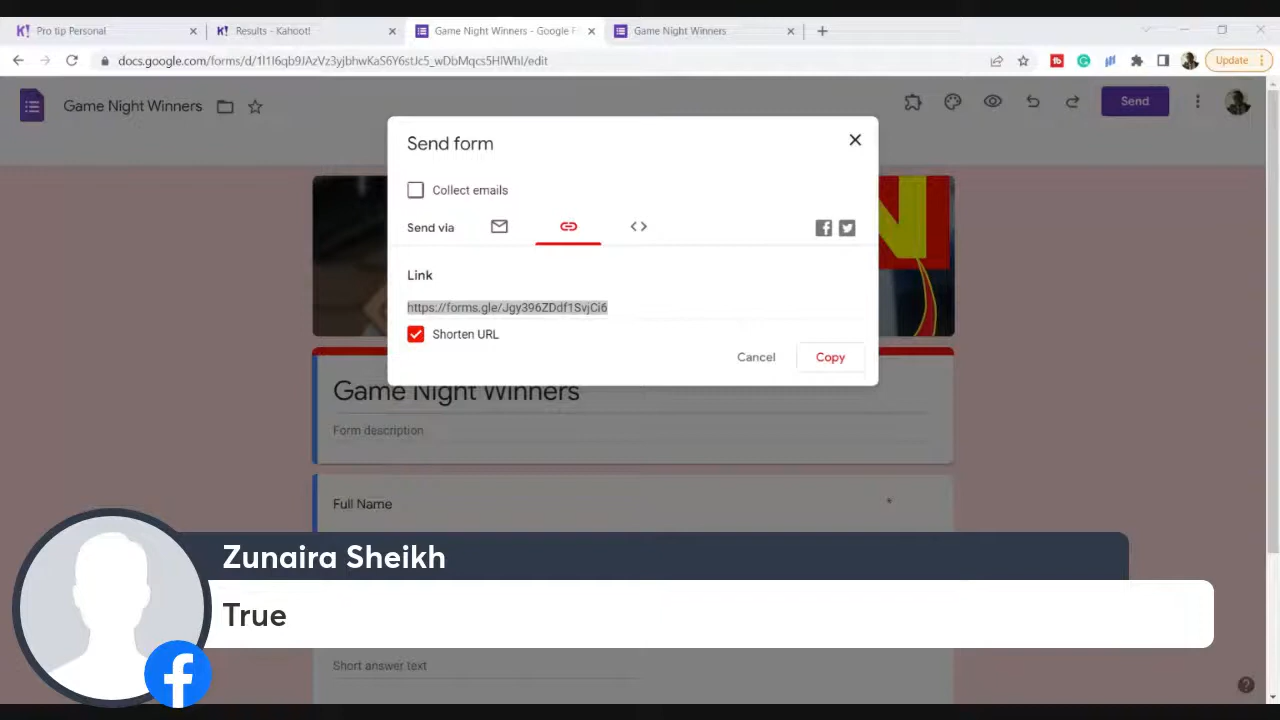 Pro tip Personal
Results - Kahoot!
Game Night Winners - Google F
Game Night Winners
docs.google.com/forms/d/1l1I6qb9JAzVz3yjbhwKaS6Y6stJc5_wDbMqcs5HlWhI/edit
Update
Game Night Winners
Send
Send form
Collect emails
Send via
Link
https://forms.gle/Jgy396ZDdf1SvjCi6
Shorten URL
Cancel
Copy
Game Night Winners
Form description
Full Name
*
Zunaira Sheikh
True
Short answer text